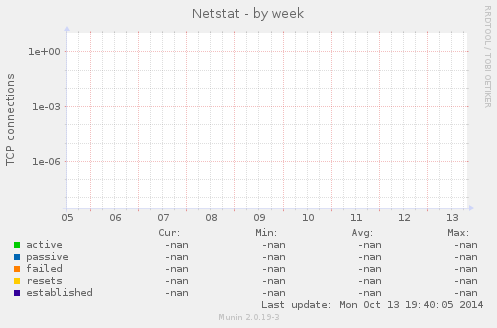 Netstat - by week
RRDTOOL / TOBI OETIKER
TCP connections
1e+00
1e-03
1e-06
05 06 07 08 09 10 11 12 13
Cur: Min: Avg: Max:
active -nan -nan -nan -nan
passive -nan -nan -nan -nan
failed -nan -nan -nan -nan
resets -nan -nan -nan -nan
established -nan -nan -nan -nan
Last update: Mon Oct 13 19:40:05 2014
Munin 2.0.19-3